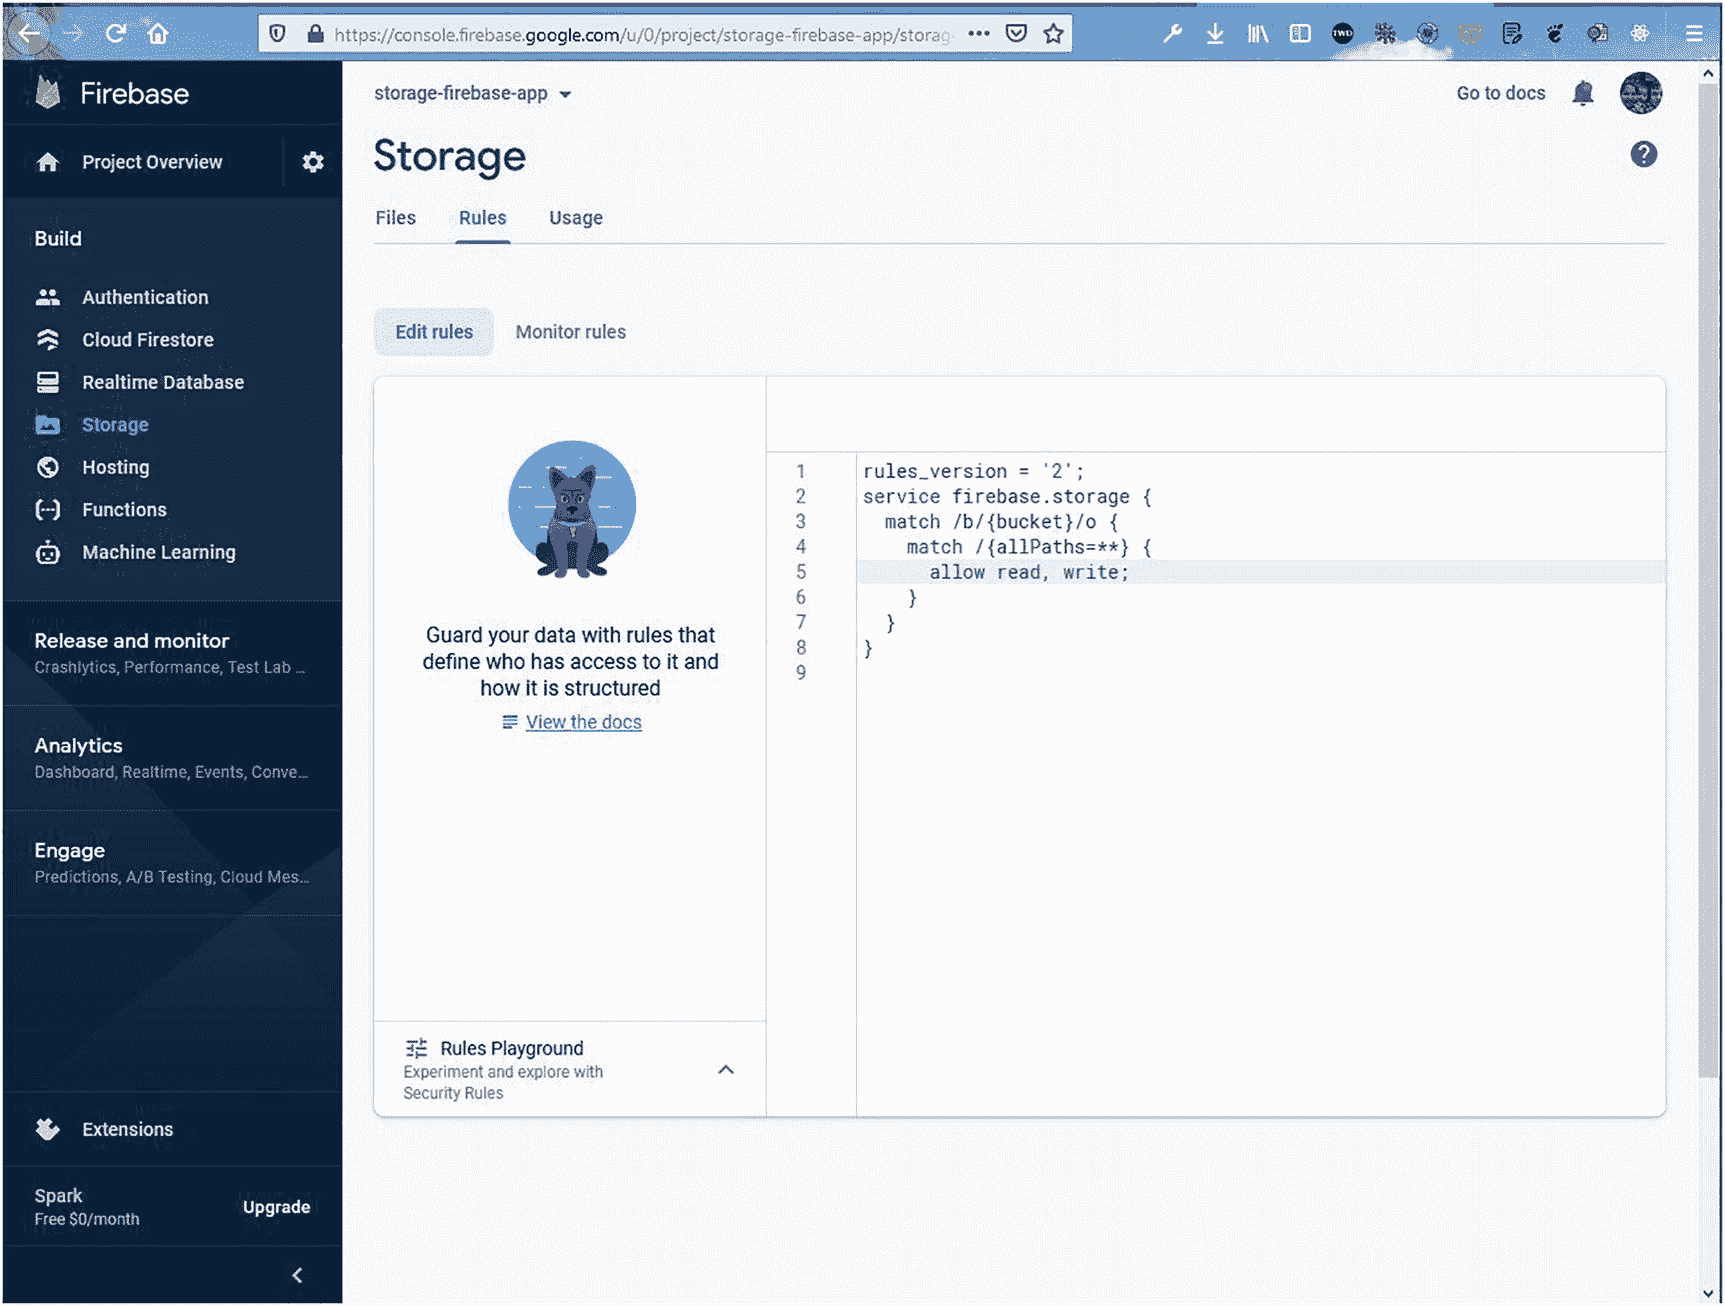 https://console.firebase.google.com/u/0/project/storage-firebase-app/storag
TWD
Firebase
Project Overview
Build
Authentication
Cloud Firestore
Realtime Database
Storage
Hosting
Functions
Machine Learning
Release and monitor
Crashlytics, Performance, Test Lab ...
Analytics
Dashboard, Realtime, Events, Conve...
Engage
Predictions, A/B Testing, Cloud Mes...
Extensions
Spark
Free $0/month
Upgrade
storage-firebase-app
Go to docs
Storage
Files Rules Usage
Edit rules Monitor rules
Guard your data with rules that
define who has access to it and
how it is structured
View the docs
Rules Playground
Experiment and explore with
Security Rules
1 rules_version = '2';
2 service firebase.storage {
3 match /b/{bucket}/o {
4 match /{allPaths=**} {
5 allow read, write;
6 }
7 }
8 }
9